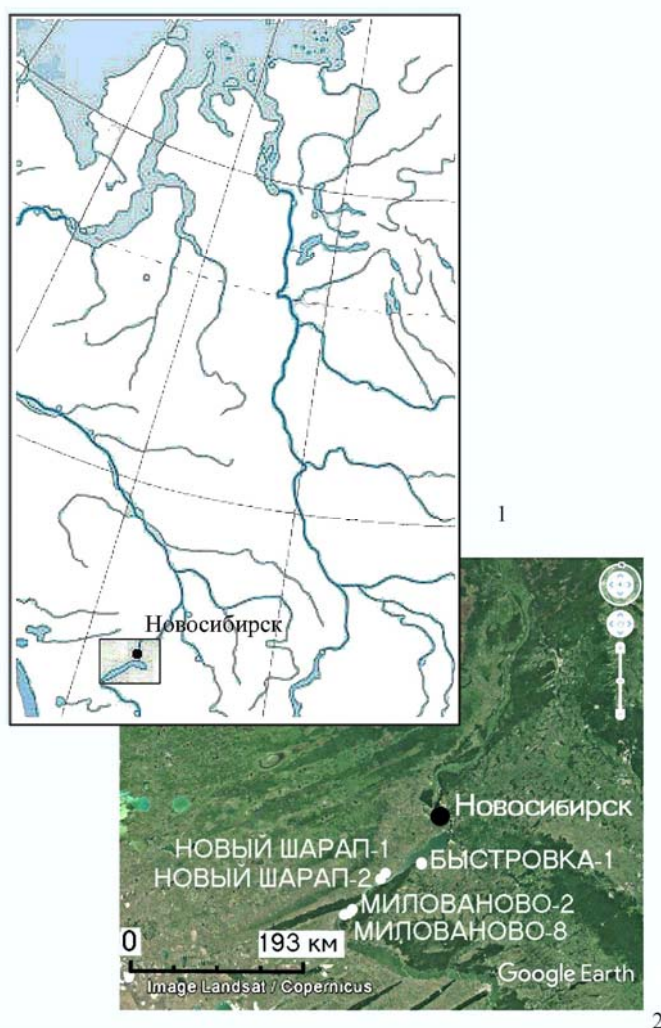 Новосибирск
1
Новосибирск
НОВЫЙ ШАРАП-1
НОВЫЙ ШАРАП-2
БЫСТРОВКА-1
МИЛОВАНОВО-2
МИЛОВАНОВО-8
0 193 км
Image Landsat / Copernicus
Google Earth
2